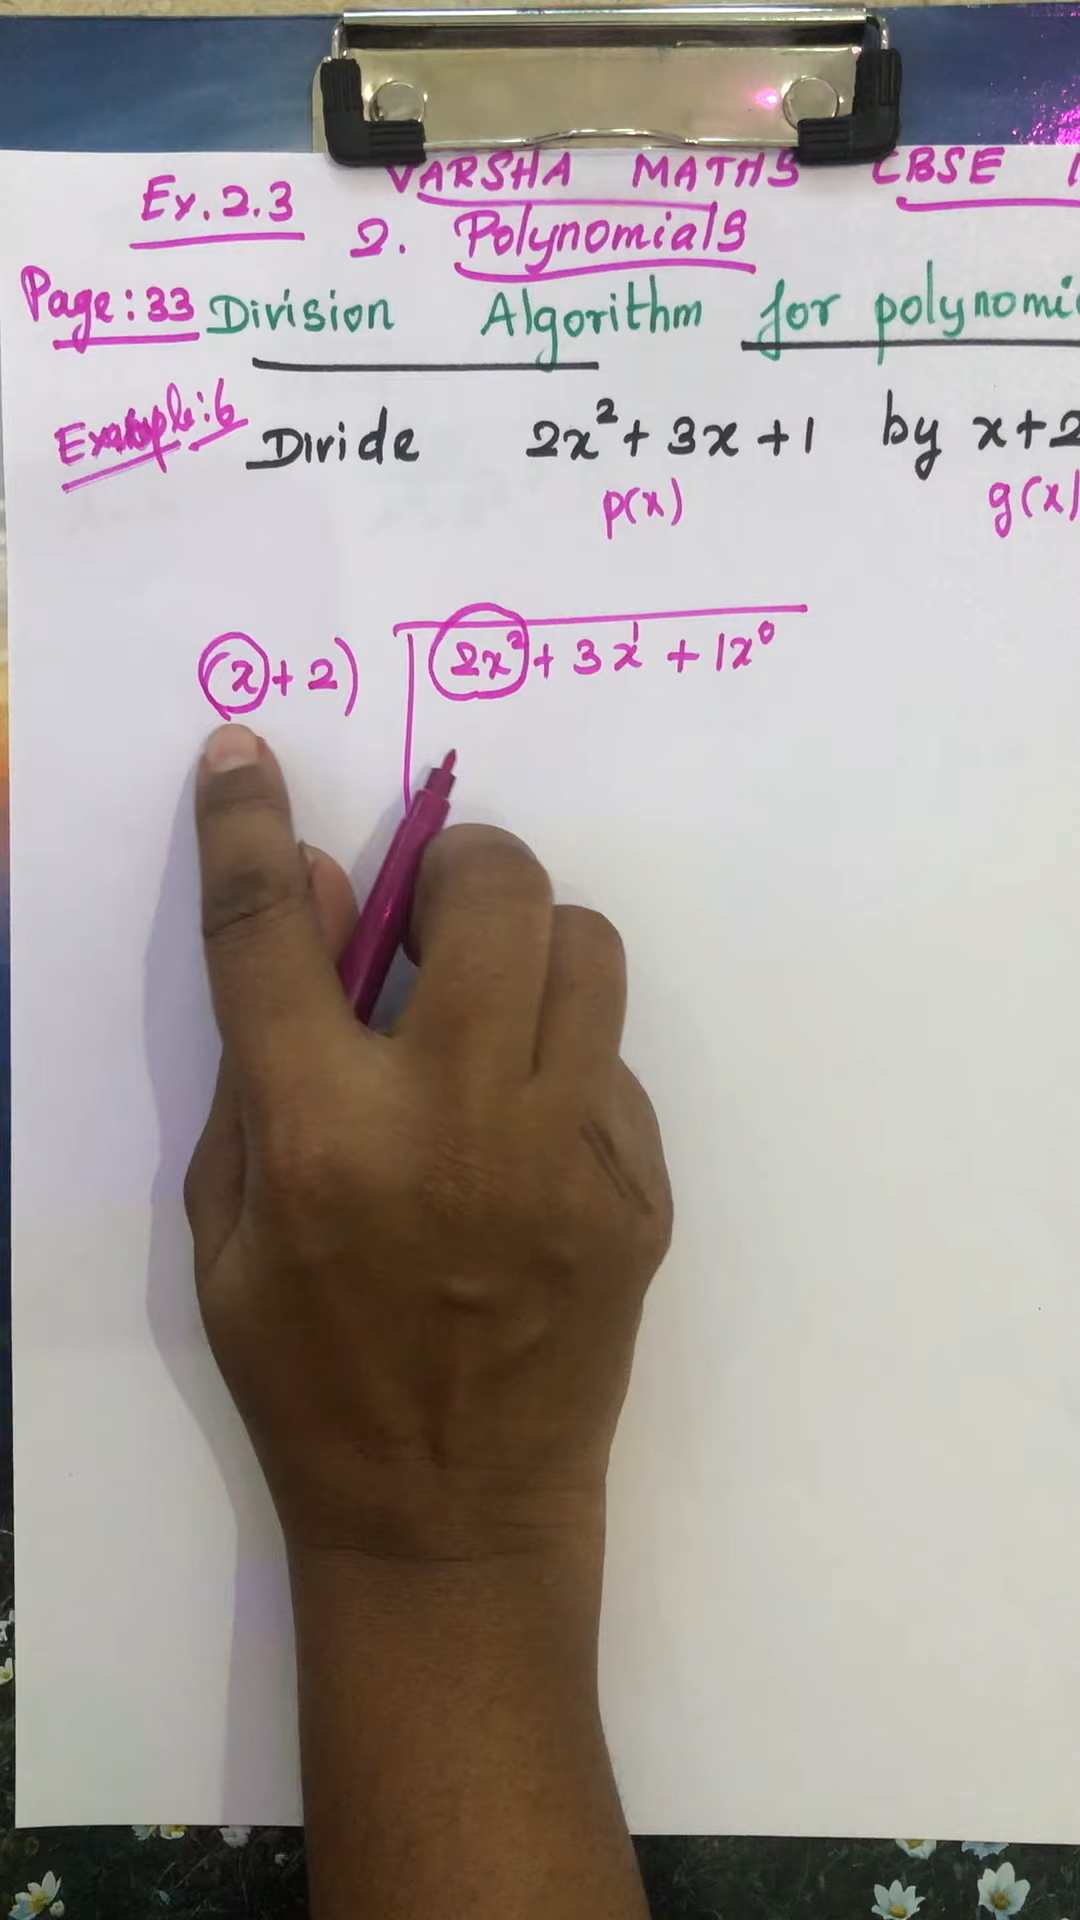 VARSHA MATHS CBSE
Ex. 2.3
2. Polynomials
Page: 33 Division Algorithm for polynomi
Example: 6 Divide 2x² + 3x + 1 by x+2
p(x) g(x)
(x + 2) 2x² + 3x¹ + 1x⁰